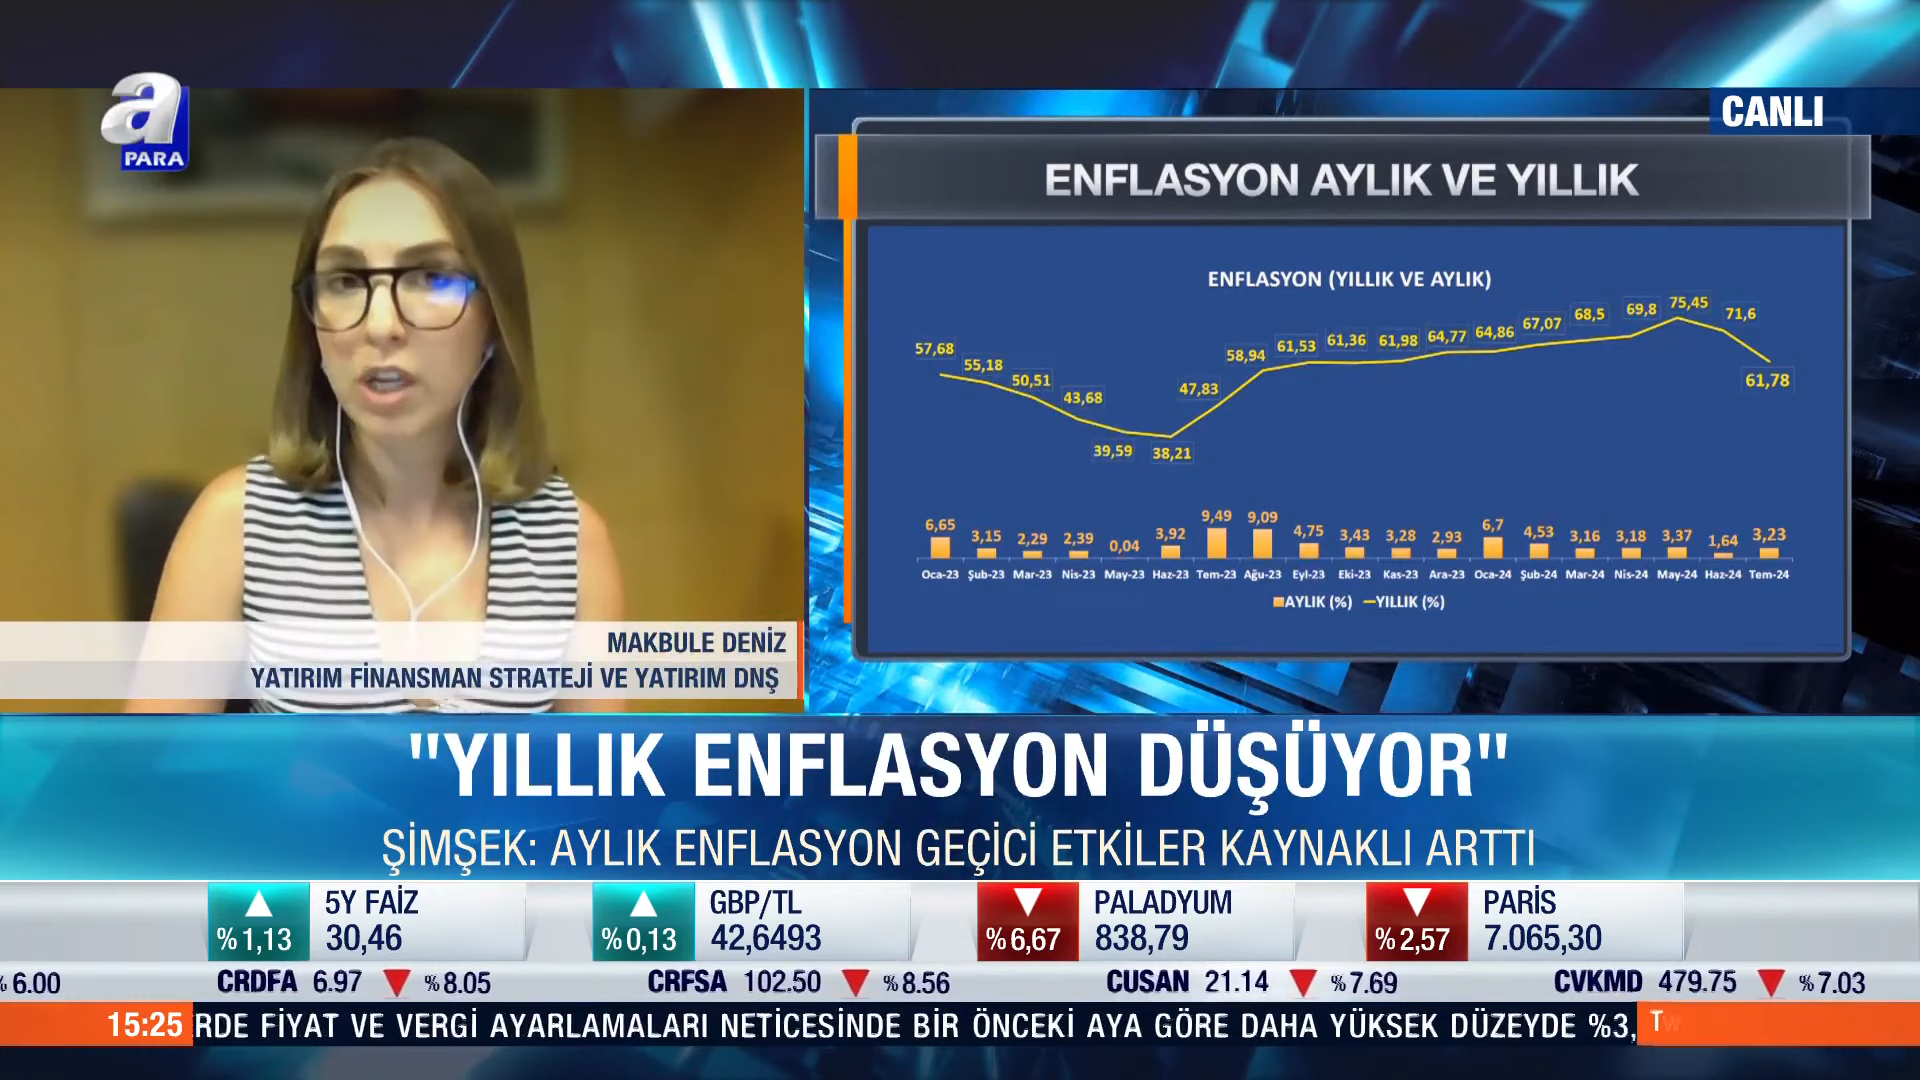 a
PARA
CANLI
ENFLASYON AYLIK VE YILLIK
ENFLASYON (YILLIK VE AYLIK)
57,68 55,18 50,51 43,68 39,59 38,21 47,83 58,94 61,53 61,36 61,98 64,77 64,86 67,07 68,5 69,8 75,45 71,6 61,78
6,65 3,15 2,29 2,39 0,04 3,92 9,49 9,09 4,75 3,43 3,28 2,93 6,7 4,53 3,16 3,18 3,37 1,64 3,23
Oca-23 Şub-23 Mar-23 Nis-23 May-23 Haz-23 Tem-23 Ağu-23 Eyl-23 Eki-23 Kas-23 Ara-23 Oca-24 Şub-24 Mar-24 Nis-24 May-24 Haz-24 Tem-24
AYLIK (%) YILLIK (%)
MAKBULE DENİZ
YATIRIM FİNANSMAN STRATEJİ VE YATIRIM DNŞ
"YILLIK ENFLASYON DÜŞÜYOR"
ŞİMŞEK: AYLIK ENFLASYON GEÇİCİ ETKİLER KAYNAKLI ARTTI
%1,13 5Y FAİZ 30,46
%0,13 GBP/TL 42,6493
%6,67 PALADYUM 838,79
%2,57 PARİS 7.065,30
%6.00 CRDFA 6.97 %8.05 CRFSA 102.50 %8.56 CUSAN 21.14 %7.69 CVKMD 479.75 %7.03
15:25 RDE FİYAT VE VERGİ AYARLAMALARI NETİCESİNDE BİR ÖNCEKİ AYA GÖRE DAHA YÜKSEK DÜZEYDE %3, Tw